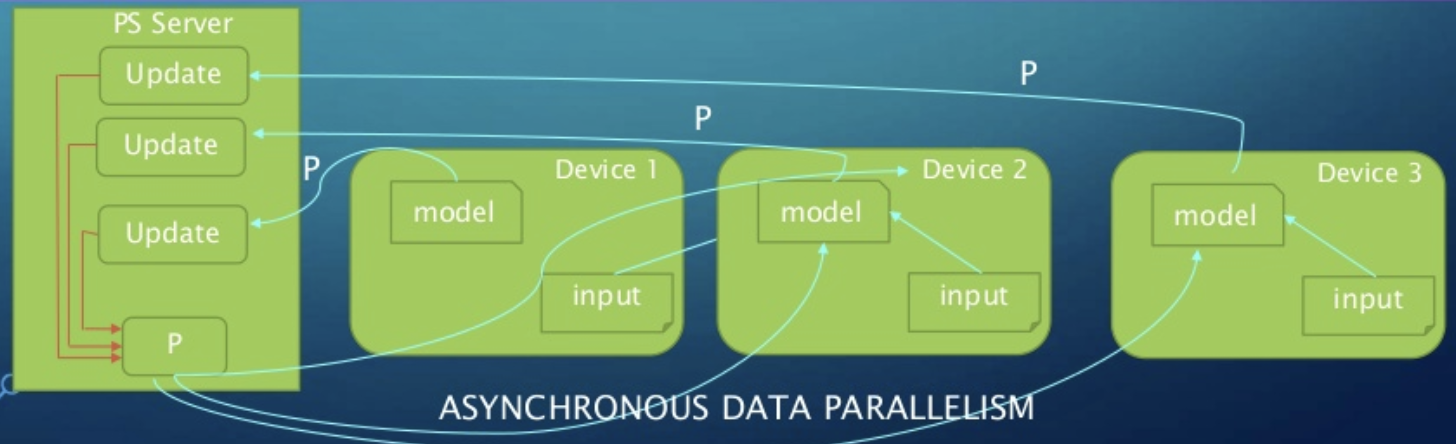 PS Server
Update
Update
Update
P
P
P
P
Device 1
model
input
Device 2
model
input
Device 3
model
input
ASYNCHRONOUS DATA PARALLELISM